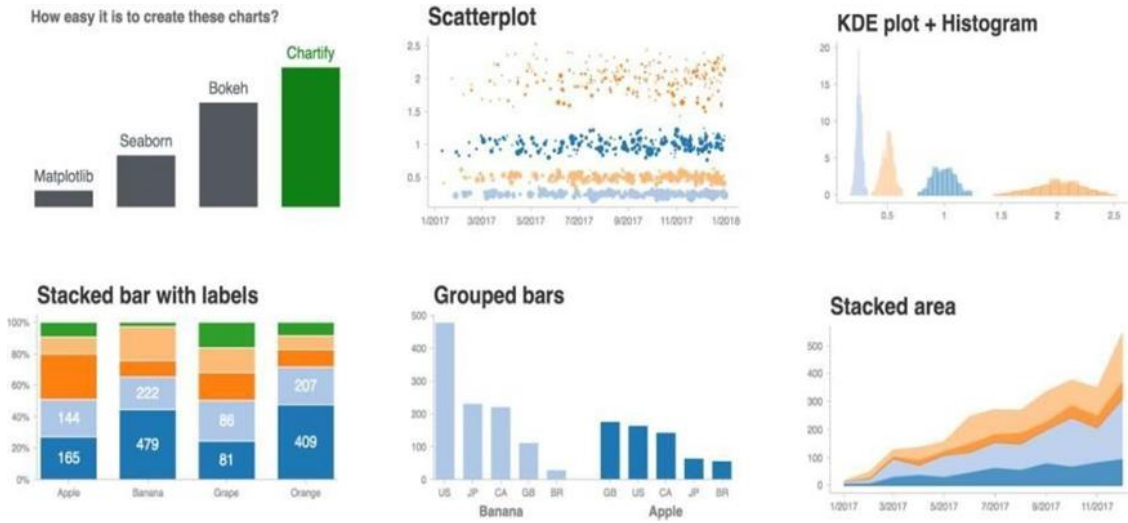 How easy it is to create these charts?
Chartify
Bokeh
Seaborn
Matplotlib
Scatterplot
2.5
2
1.5
1
0.5
1/2017 3/2017 5/2017 7/2017 9/2017 11/2017 1/2018
KDE plot + Histogram
20
15
10
5
0
0.5 1 1.5 2 2.5
Stacked bar with labels
100%
80%
60%
40%
20%
0%
144 222 86 207
165 479 81 409
Apple Banana Grape Orange
Grouped bars
500
400
300
200
100
0
US JP CA GB BR GB US CA JP BR
Banana Apple
Stacked area
500
400
300
200
100
0
1/2017 3/2017 5/2017 7/2017 9/2017 11/2017